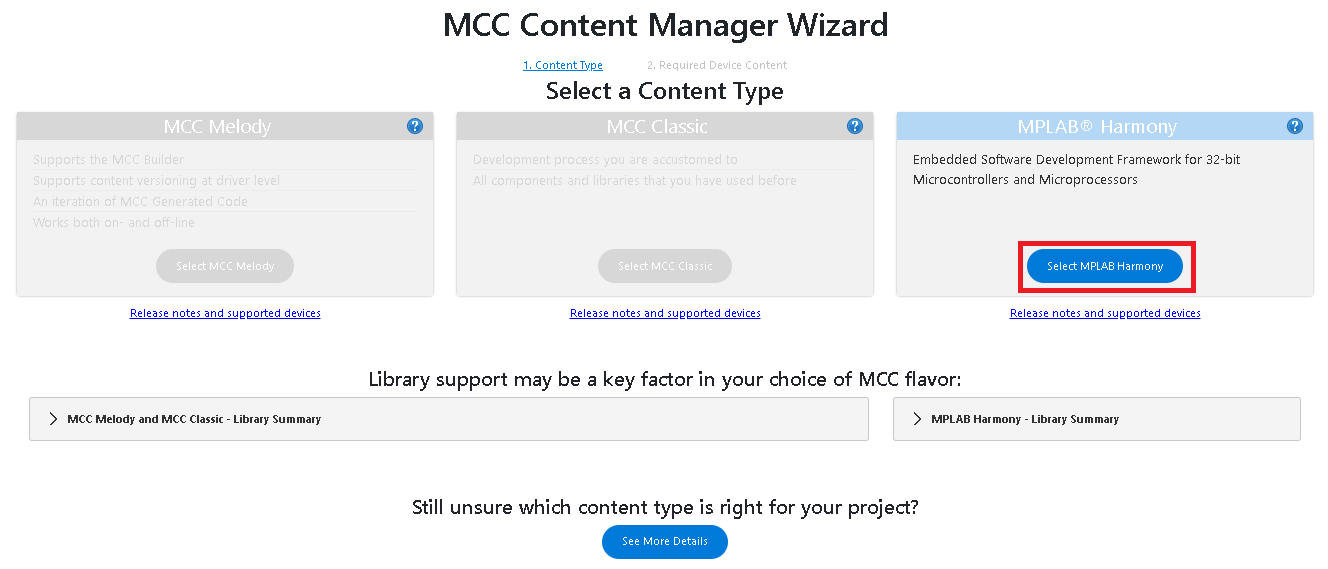 MCC Content Manager Wizard
1. Content Type
2. Required Device Content
Select a Content Type
MCC Melody
?
Supports the MCC Builder
Supports content versioning at driver level
An iteration of MCC Generated Code
Works both on- and off-line
Select MCC Melody
Release notes and supported devices
MCC Classic
?
Development process you are accustomed to
All components and libraries that you have used before
Select MCC Classic
Release notes and supported devices
MPLAB® Harmony
?
Embedded Software Development Framework for 32-bit
Microcontrollers and Microprocessors
Select MPLAB Harmony
Release notes and supported devices
Library support may be a key factor in your choice of MCC flavor:
MCC Melody and MCC Classic - Library Summary
MPLAB Harmony - Library Summary
Still unsure which content type is right for your project?
See More Details